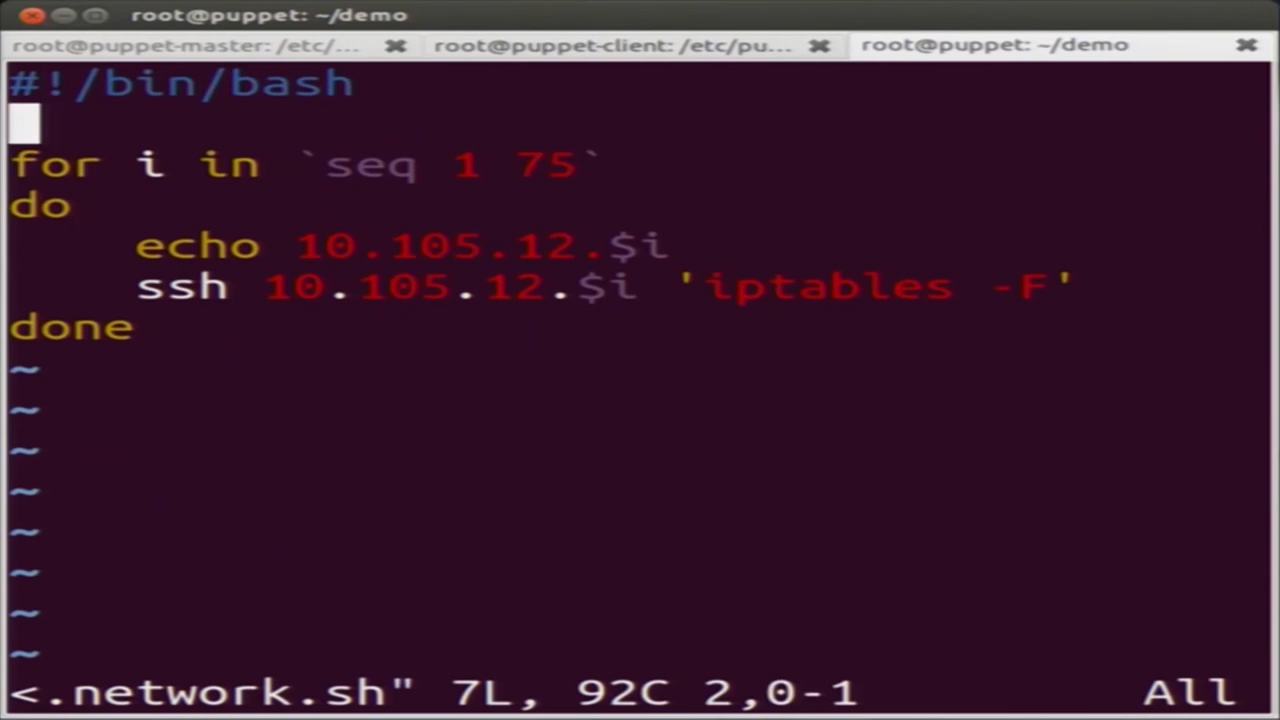 root@puppet: ~/demo
root@puppet-master: /etc/... root@puppet-client: /etc/pu... root@puppet: ~/demo
#!/bin/bash
for i in `seq 1 75`
do
echo 10.105.12.$i
ssh 10.105.12.$i 'iptables -F'
done
~
~
~
~
~
~
~
~
<.network.sh" 7L, 92C 2,0-1 All